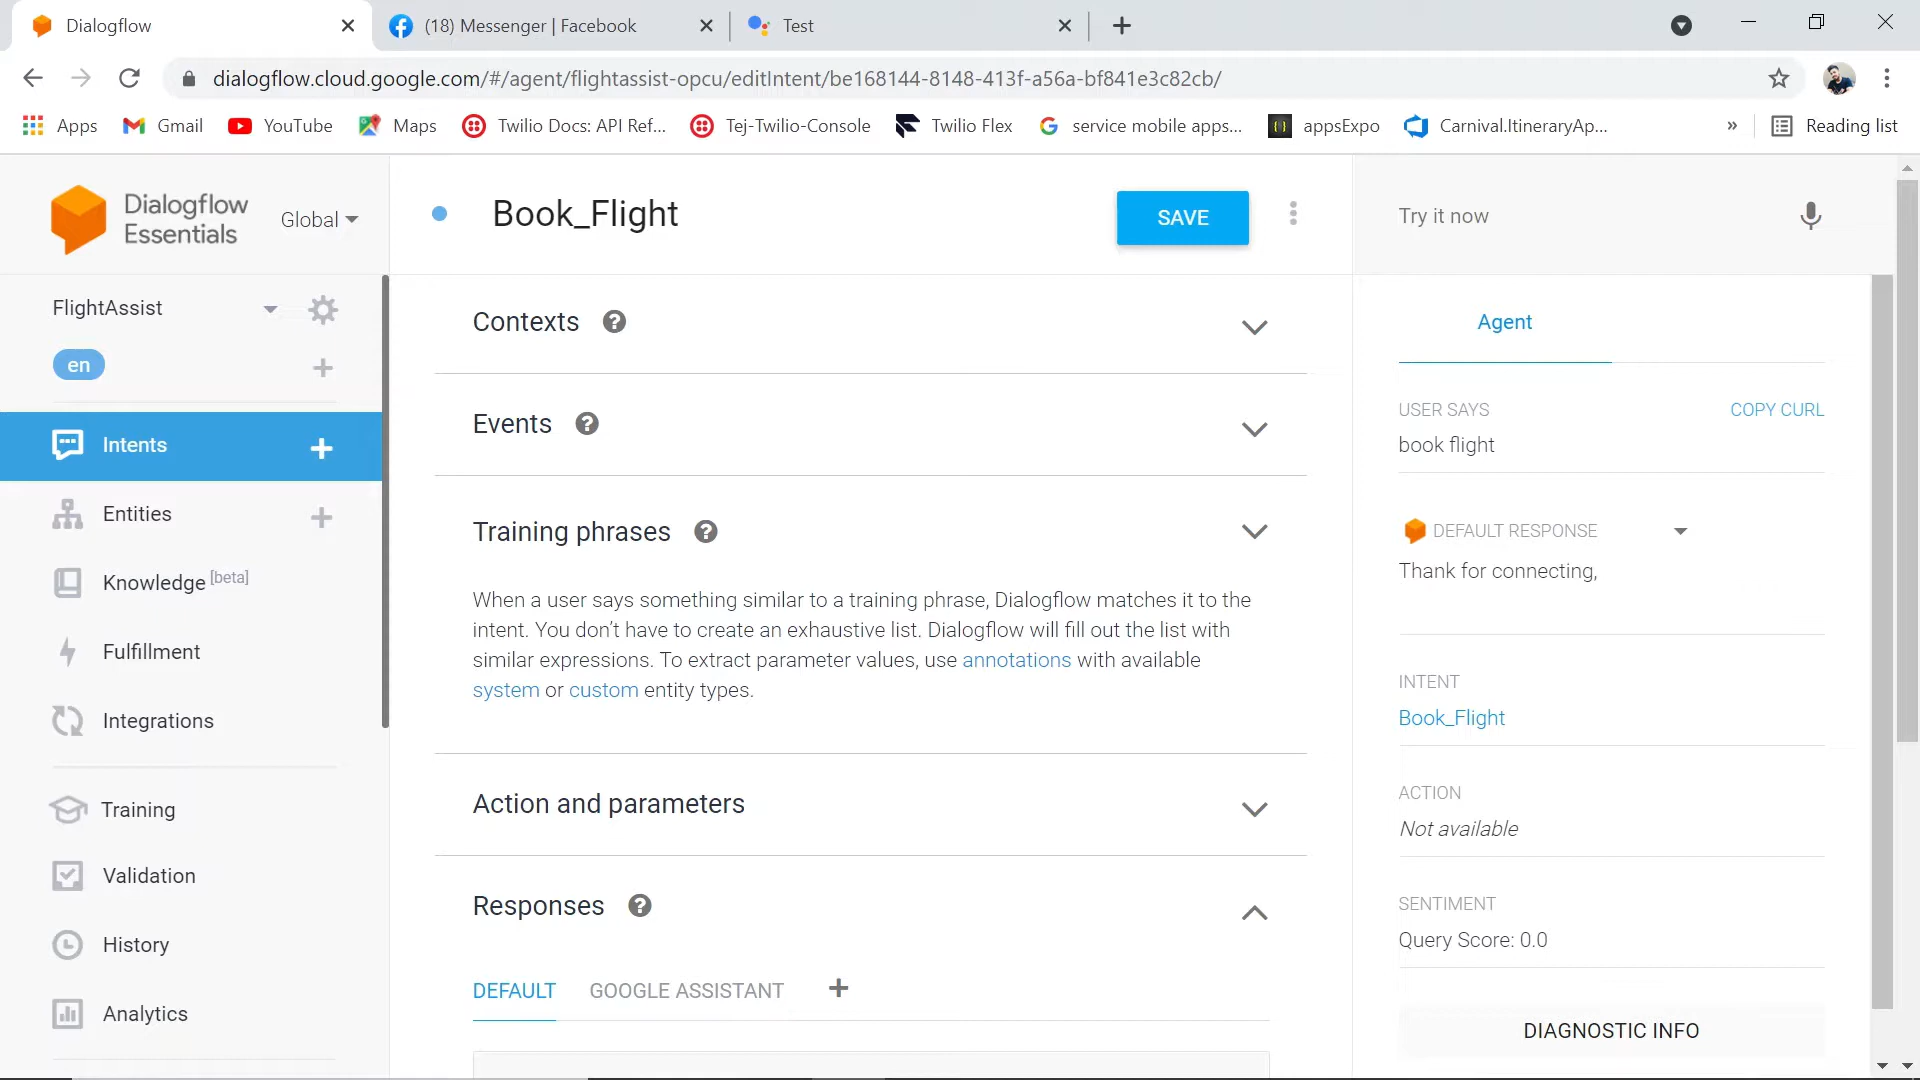 Dialogflow
(18) Messenger | Facebook
Test
dialogflow.cloud.google.com/#/agent/flightassist-opcu/editIntent/be168144-8148-413f-a56a-bf841e3c82cb/
Apps
Gmail
YouTube
Maps
Twilio Docs: API Ref...
Tej-Twilio-Console
Twilio Flex
service mobile apps...
appsExpo
Carnival.ItineraryAp...
»
Reading list
Dialogflow
Essentials
Global
Book_Flight
SAVE
Try it now
FlightAssist
en
Intents
Entities
Knowledge [beta]
Fulfillment
Integrations
Training
Validation
History
Analytics
Contexts
Events
Training phrases
When a user says something similar to a training phrase, Dialogflow matches it to the
intent. You don't have to create an exhaustive list. Dialogflow will fill out the list with
similar expressions. To extract parameter values, use annotations with available
system or custom entity types.
Action and parameters
Responses
DEFAULT
GOOGLE ASSISTANT
Agent
USER SAYS
COPY CURL
book flight
DEFAULT RESPONSE
Thank for connecting,
INTENT
Book_Flight
ACTION
Not available
SENTIMENT
Query Score: 0.0
DIAGNOSTIC INFO